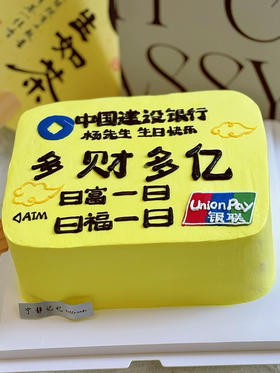 中国建设银行
杨先生 生日快乐
多财多亿
日富一日
日福一日
AIM
UnionPay
银联